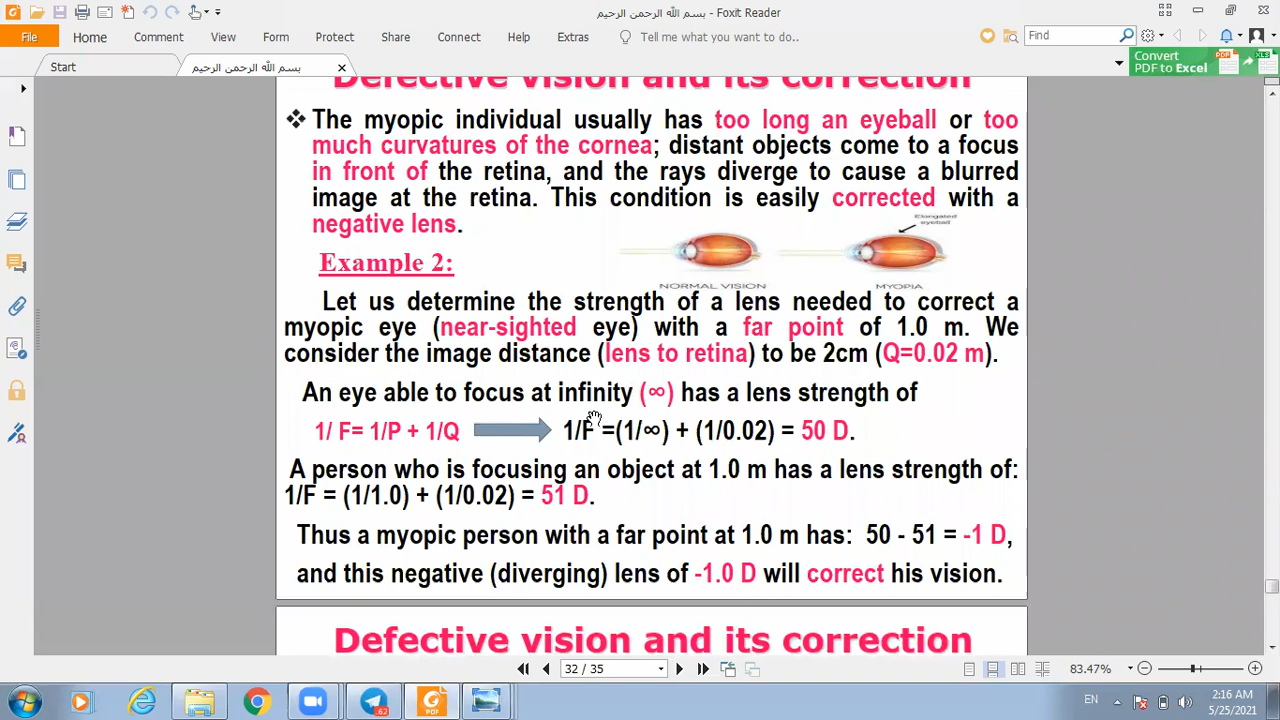 بسم الله الرحمن الرحيم - Foxit Reader
File Home Comment View Form Protect Share Connect Help Extras Tell me what you want to do.. Find
Start بسم الله الرحمن الرحيم
Convert
PDF to Excel
Defective vision and its correction
❖ The myopic individual usually has too long an eyeball or too
much curvatures of the cornea; distant objects come to a focus
in front of the retina, and the rays diverge to cause a blurred
image at the retina. This condition is easily corrected with a
negative lens.
Elongated
eyeball
NORMAL VISION MYOPIA
Example 2:
Let us determine the strength of a lens needed to correct a
myopic eye (near-sighted eye) with a far point of 1.0 m. We
consider the image distance (lens to retina) to be 2cm (Q=0.02 m).
An eye able to focus at infinity (∞) has a lens strength of
1/ F= 1/P + 1/Q 1/F =(1/∞) + (1/0.02) = 50 D.
A person who is focusing an object at 1.0 m has a lens strength of:
1/F = (1/1.0) + (1/0.02) = 51 D.
Thus a myopic person with a far point at 1.0 m has: 50 - 51 = -1 D,
and this negative (diverging) lens of -1.0 D will correct his vision.
Defective vision and its correction
32 / 35 83.47%
62 PDF EN 2:16 AM
5/25/2021